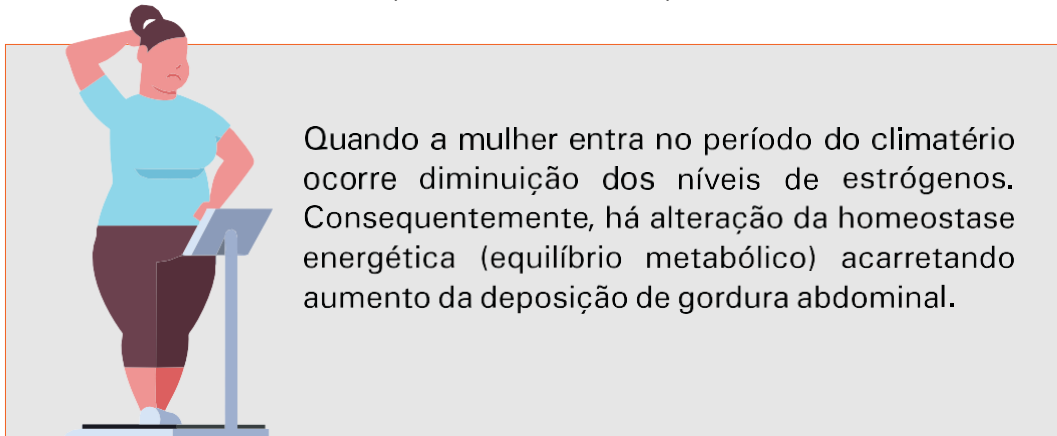 Quando a mulher entra no período do climatério
ocorre diminuição dos níveis de estrógenos.
Consequentemente, há alteração da homeostase
energética (equilíbrio metabólico) acarretando
aumento da deposição de gordura abdominal.